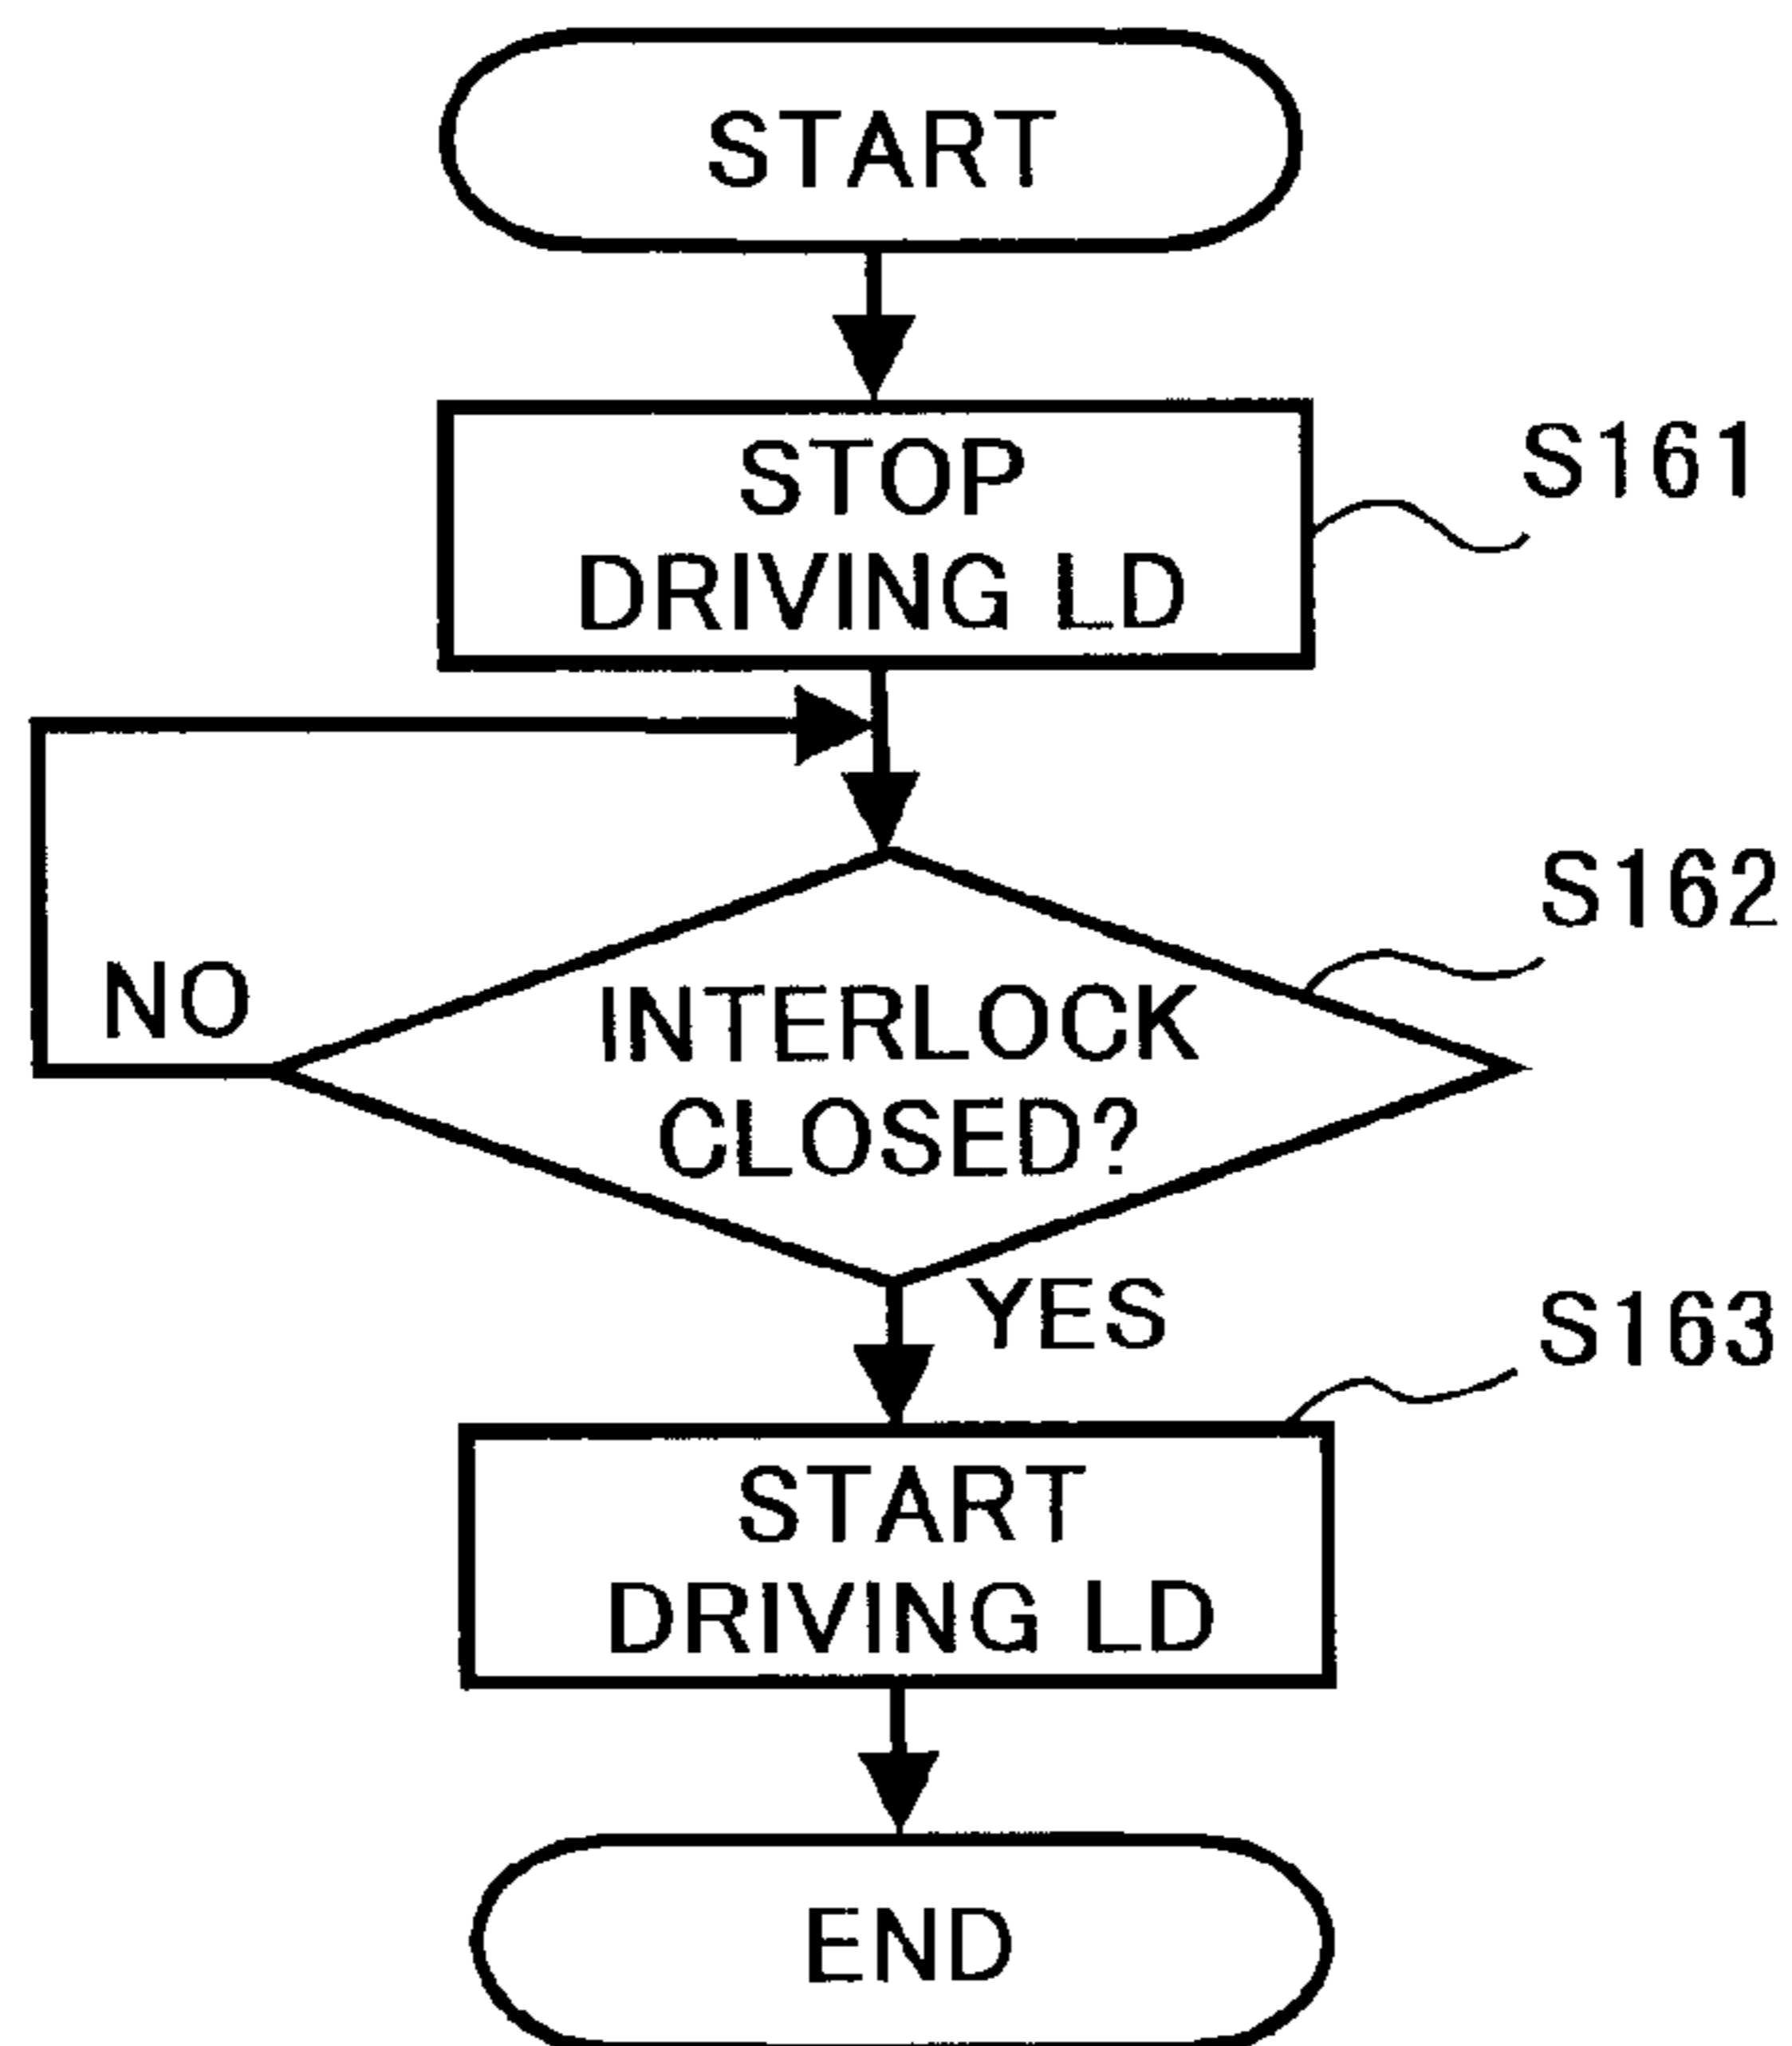 START
STOP
DRIVING LD
S161
S162
NO
INTERLOCK
CLOSED?
YES
S163
START
DRIVING LD
END